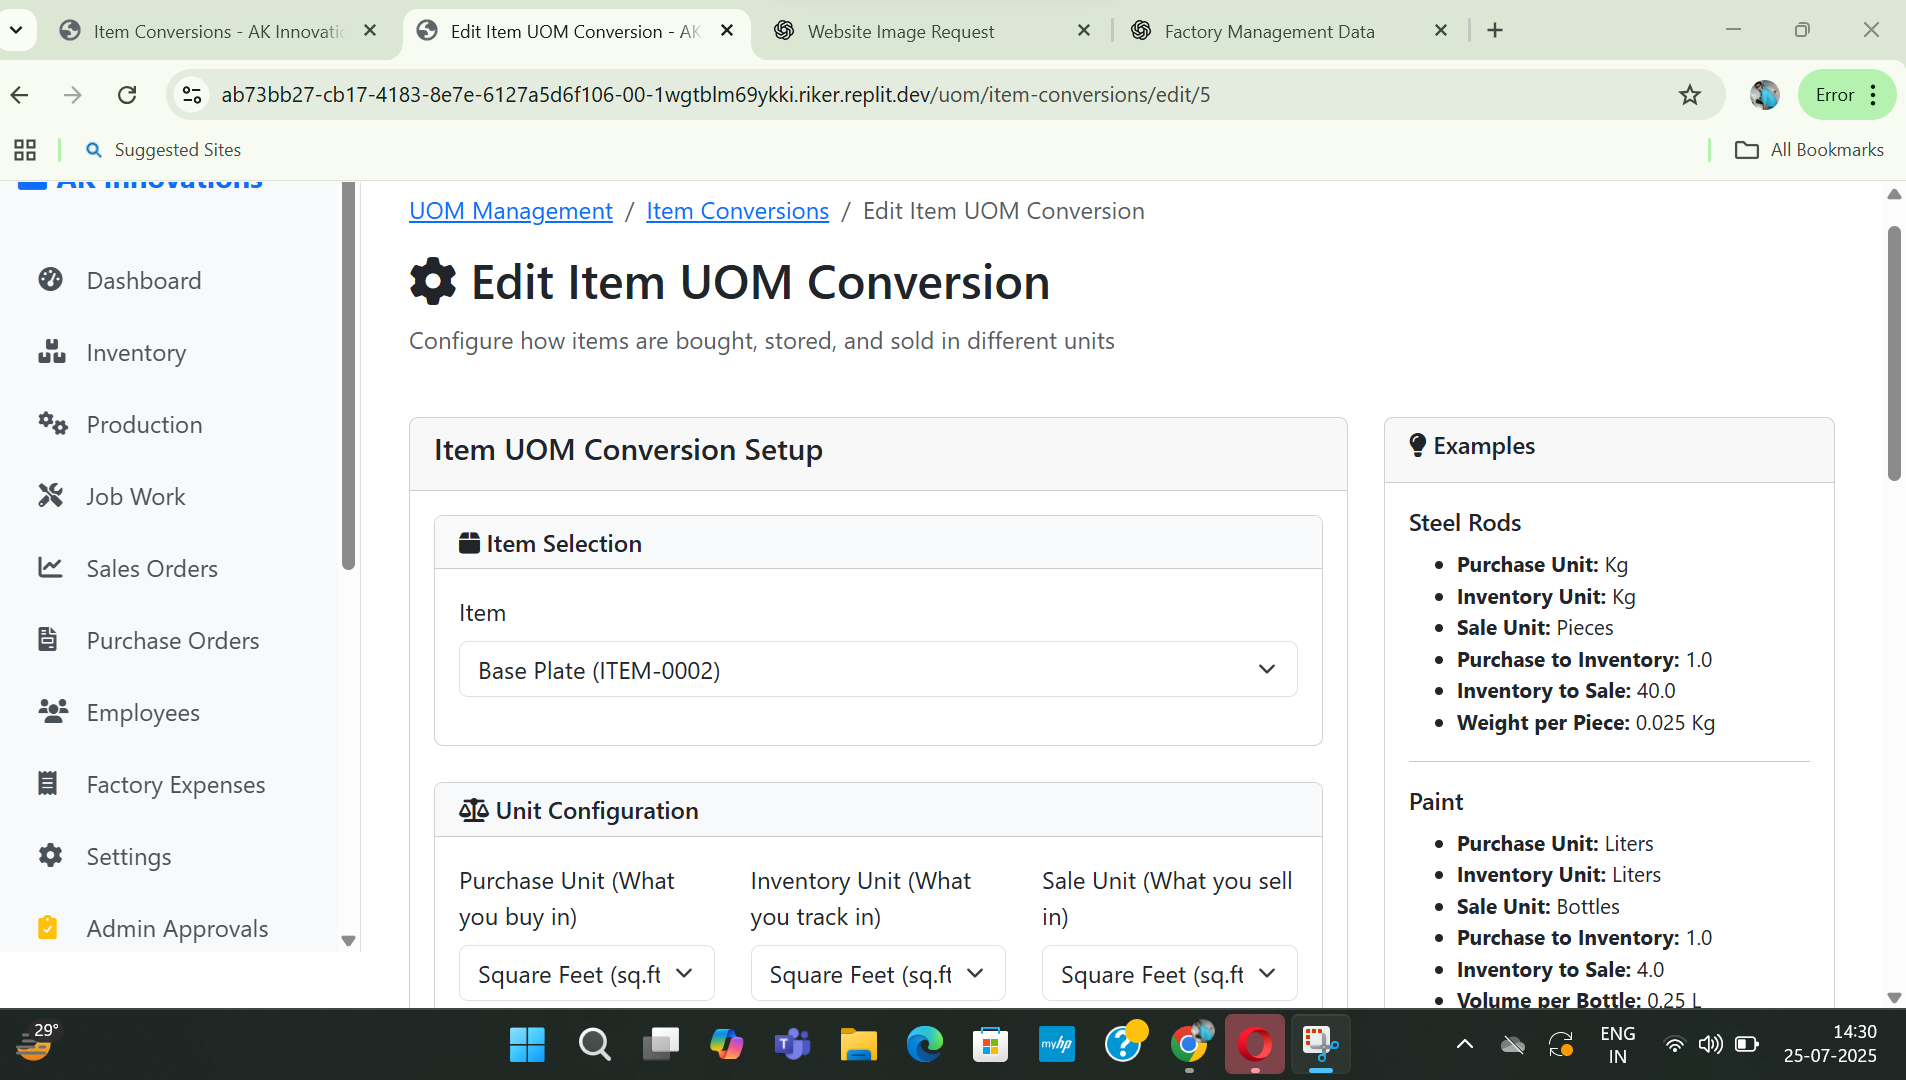 Item Conversions - AK Innovatic
Edit Item UOM Conversion - AK
Website Image Request
Factory Management Data
ab73bb27-cb17-4183-8e7e-6127a5d6f106-00-1wgtblm69ykki.riker.replit.dev/uom/item-conversions/edit/5
Error
Suggested Sites
All Bookmarks
AK Innovations
Dashboard
Inventory
Production
Job Work
Sales Orders
Purchase Orders
Employees
Factory Expenses
Settings
Admin Approvals
UOM Management / Item Conversions / Edit Item UOM Conversion
Edit Item UOM Conversion
Configure how items are bought, stored, and sold in different units
Item UOM Conversion Setup
Item Selection
Item
Base Plate (ITEM-0002)
Unit Configuration
Purchase Unit (What
you buy in)
Square Feet (sq.ft
Inventory Unit (What
you track in)
Square Feet (sq.ft
Sale Unit (What you sell
in)
Square Feet (sq.ft
Examples
Steel Rods
Purchase Unit: Kg
Inventory Unit: Kg
Sale Unit: Pieces
Purchase to Inventory: 1.0
Inventory to Sale: 40.0
Weight per Piece: 0.025 Kg
Paint
Purchase Unit: Liters
Inventory Unit: Liters
Sale Unit: Bottles
Purchase to Inventory: 1.0
Inventory to Sale: 4.0
Volume per Bottle: 0.25 L
29°
myhp
ENG
IN
14:30
25-07-2025